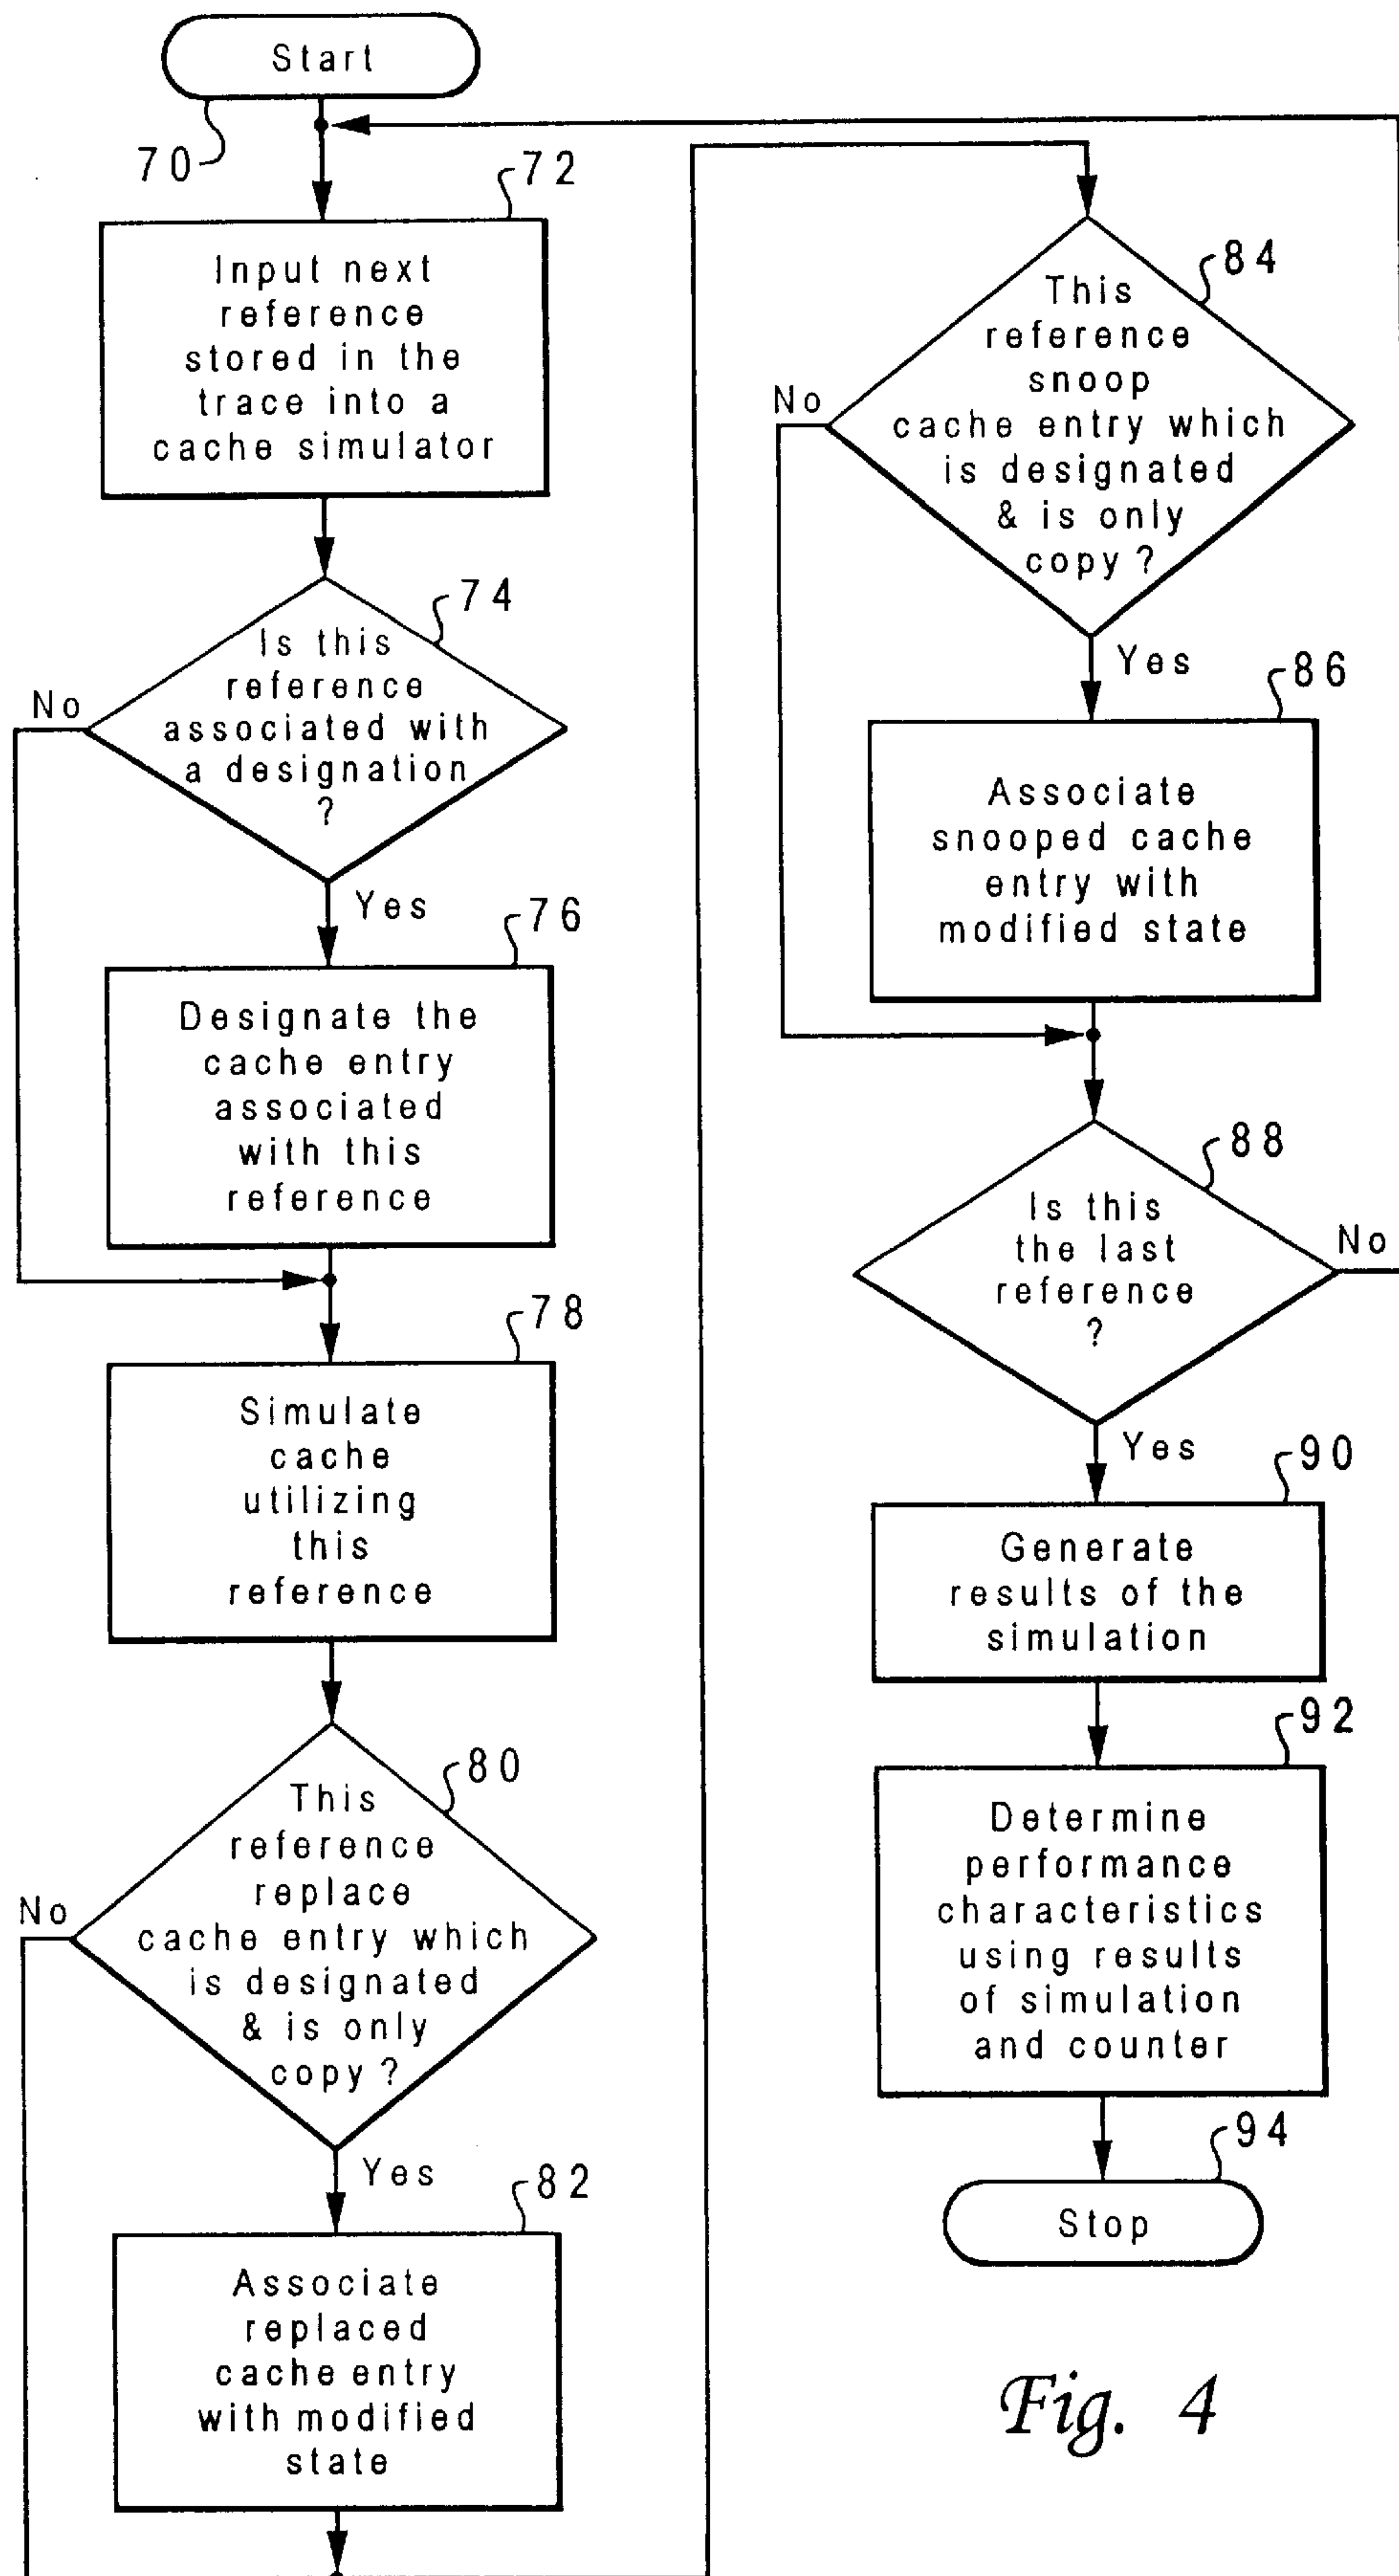 Start
70
72
Input next
reference
stored in the
trace into a
cache simulator
74
Is this
reference
associated with
a designation
?
No
Yes
76
Designate the
cache entry
associated
with this
reference
78
Simulate
cache
utilizing
this
reference
80
This
reference
replace
cache entry which
is designated
& is only
copy ?
No
Yes
82
Associate
replaced
cache entry
with modified
state
84
This
reference
snoop
cache entry which
is designated
& is only
copy ?
No
Yes
86
Associate
snooped cache
entry with
modified state
88
Is this
the last
reference
?
No
Yes
90
Generate
results of the
simulation
92
Determine
performance
characteristics
using results
of simulation
and counter
94
Stop
Fig. 4